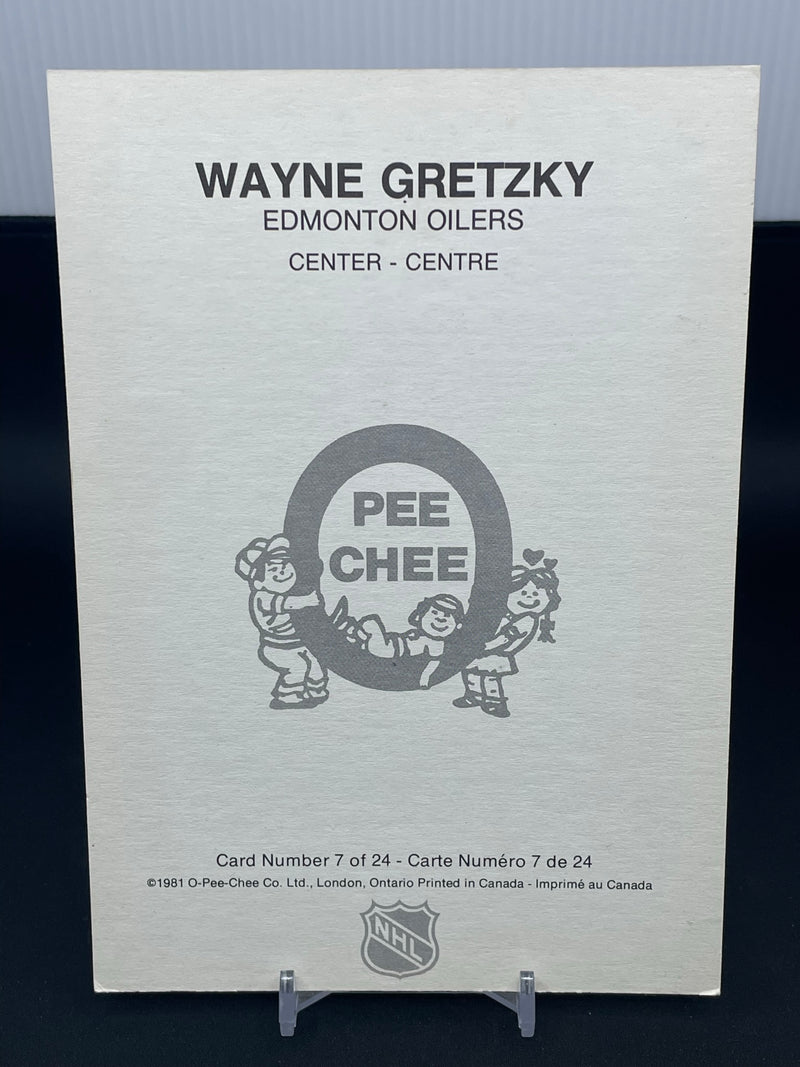 WAYNE GRETZKY
EDMONTON OILERS
CENTER - CENTRE
O
PEE
CHEE
Card Number 7 of 24 - Carte Numéro 7 de 24
©1981 O-Pee-Chee Co. Ltd., London, Ontario Printed in Canada - Imprimé au Canada
NHL